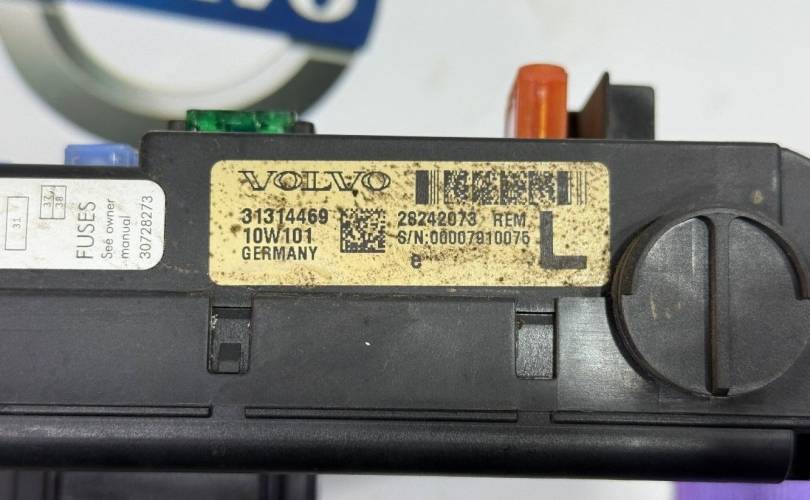 VOLVO
31314469
10W101
GERMANY
28242073 REM
S/N:00007910075
e
L
31
37
38
FUSES
See owner
manual
30728273